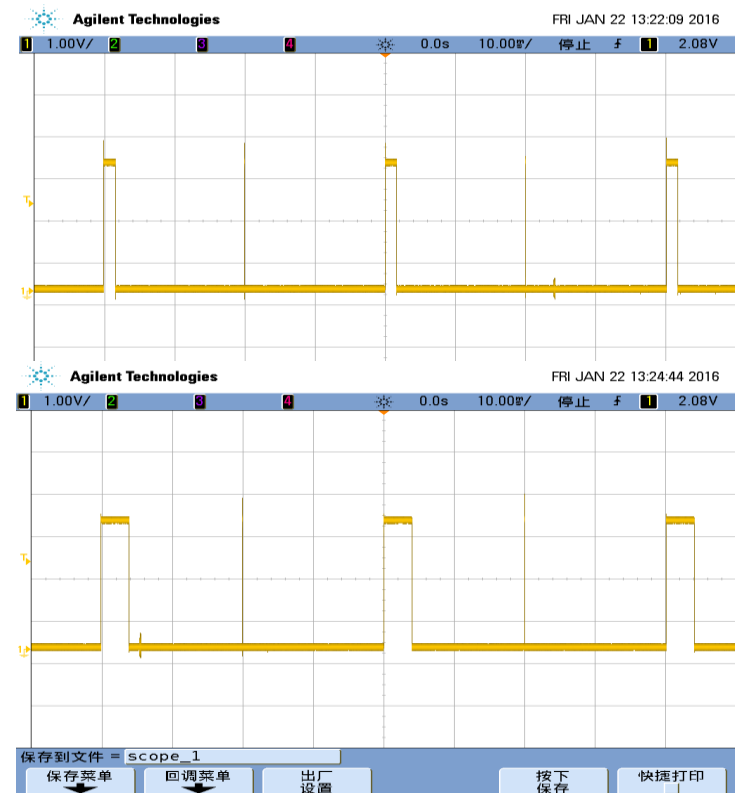 Agilent Technologies FRI JAN 22 13:22:09 2016
1 1.00V/ 2 3 4 0.0s 10.00㎳/ 停止 1 2.08V
T
1
Agilent Technologies FRI JAN 22 13:24:44 2016
1 1.00V/ 2 3 4 0.0s 10.00㎳/ 停止 1 2.08V
T
1
保存到文件 = scope_1
保存菜单 回调菜单 出厂 按下 快捷打印
设置 保存